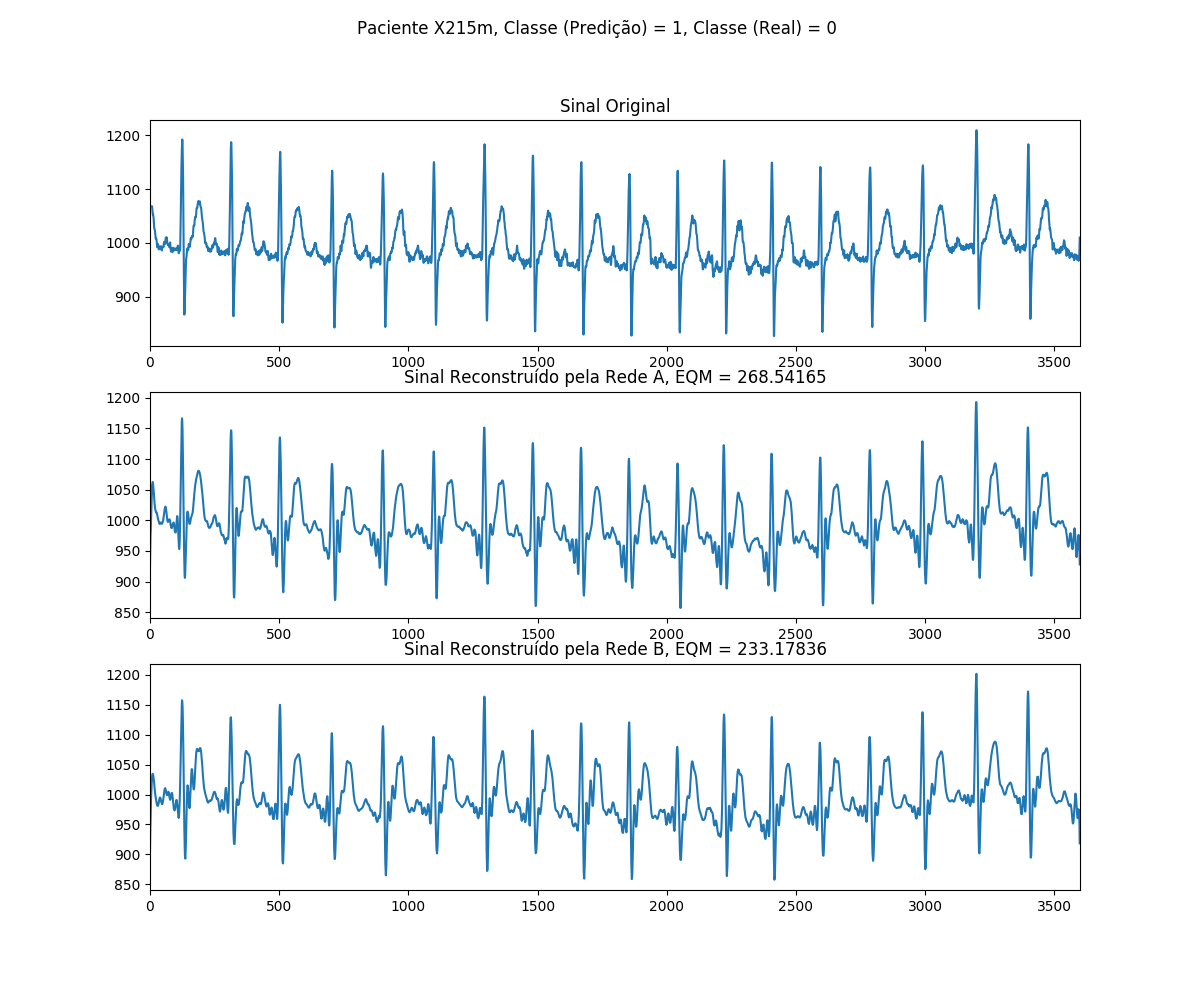 Paciente X215m, Classe (Predição) = 1, Classe (Real) = 0
Sinal Original
1200
1100
1000
900
0 500 1000 1500 2000 2500 3000 3500
Sinal Reconstruído pela Rede A, EQM = 268.54165
1200
1150
1100
1050
1000
950
900
850
0 500 1000 1500 2000 2500 3000 3500
Sinal Reconstruído pela Rede B, EQM = 233.17836
1200
1150
1100
1050
1000
950
900
850
0 500 1000 1500 2000 2500 3000 3500